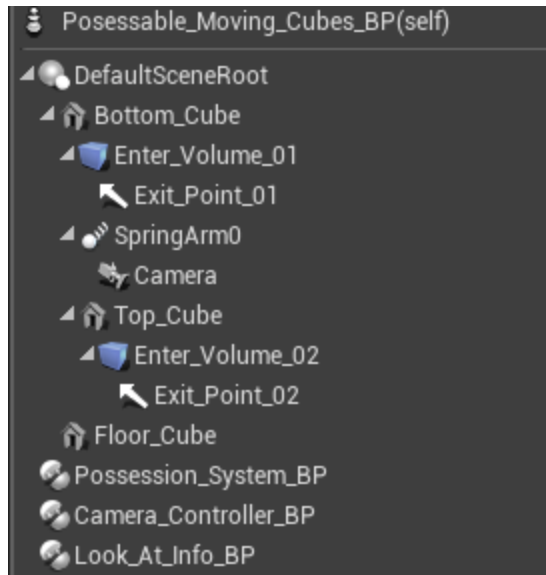 Posessable_Moving_Cubes_BP(self)
DefaultSceneRoot
Bottom_Cube
Enter_Volume_01
Exit_Point_01
SpringArm0
Camera
Top_Cube
Enter_Volume_02
Exit_Point_02
Floor_Cube
Possession_System_BP
Camera_Controller_BP
Look_At_Info_BP